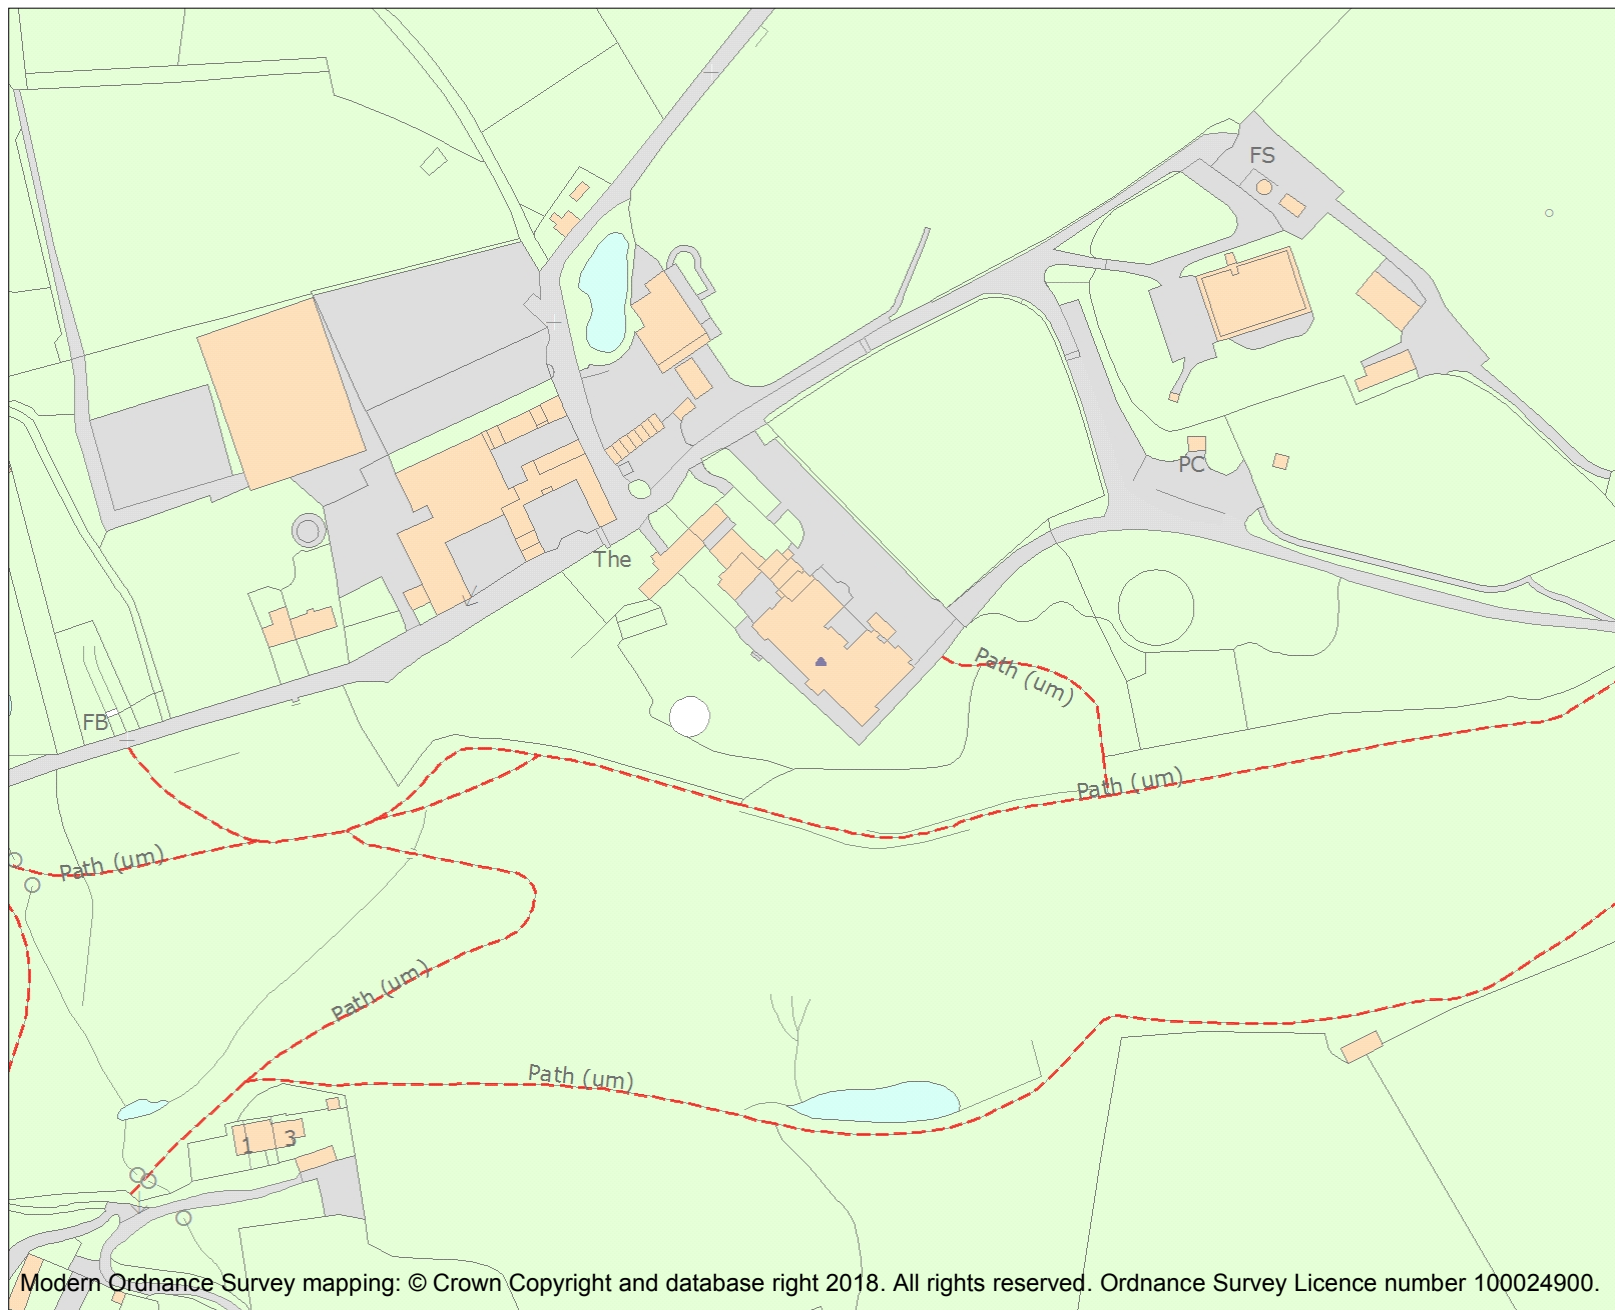 FS
PC
The
Path (um)
FB
Path (um)
Path (um)
Path (um)
Path (um)
1
3
Modern Ordnance Survey mapping: © Crown Copyright and database right 2018. All rights reserved. Ordnance Survey Licence number 100024900.